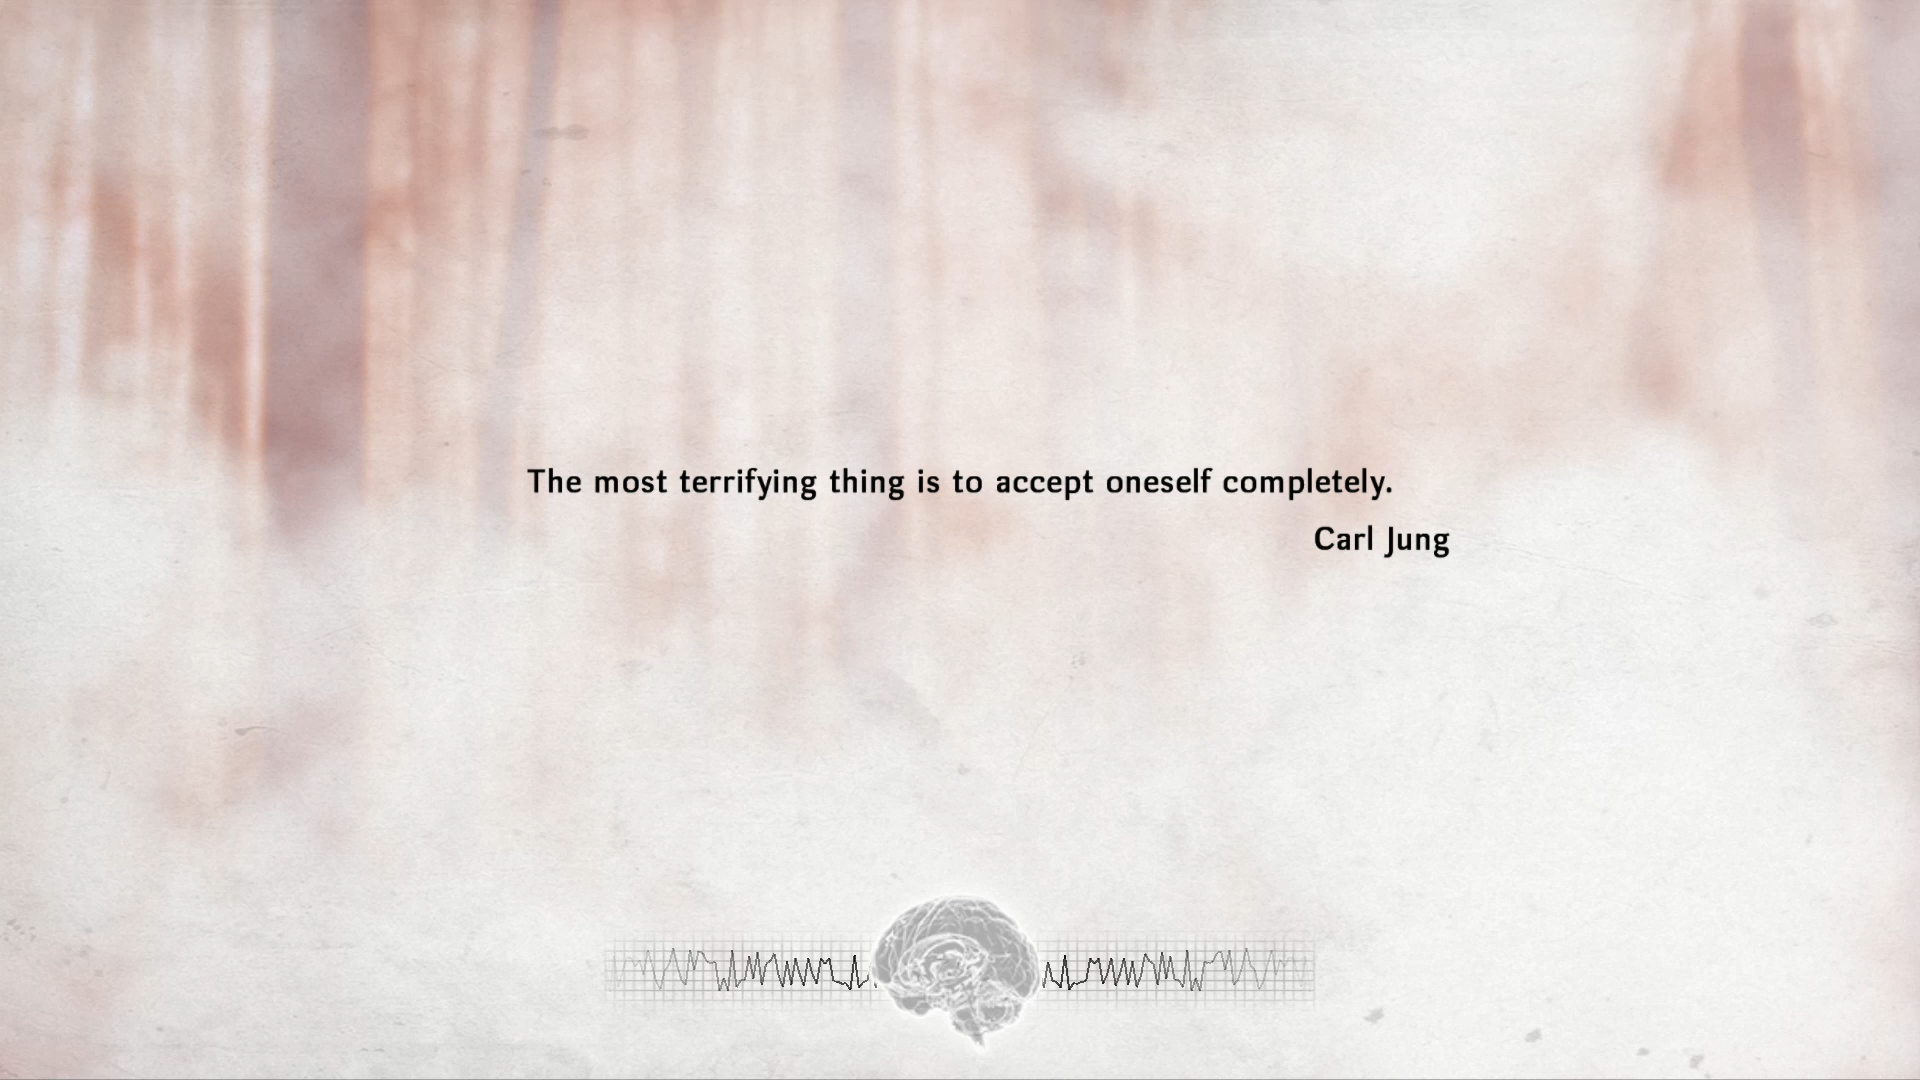 The most terrifying thing is to accept oneself completely.
Carl Jung